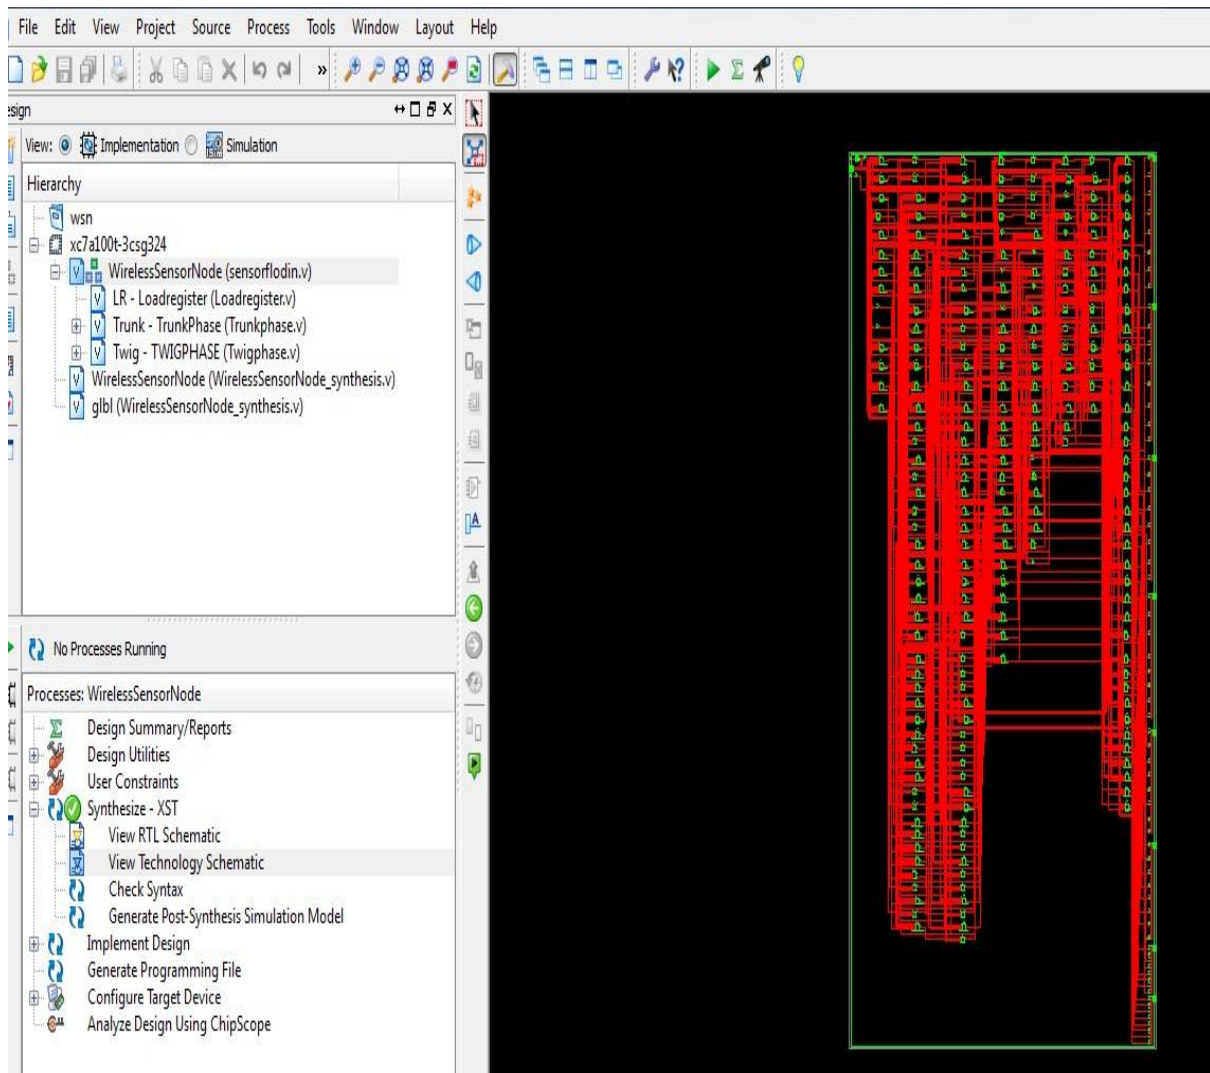 File Edit View Project Source Process Tools Window Layout Help
View: Implementation Simulation
Hierarchy
wsn
xc7a100t-3csg324
WirelessSensorNode (sensorflodin.v)
LR - Loadregister (Loadregister.v)
Trunk - TrunkPhase (Trunkphase.v)
Twig - TWIGPHASE (Twigphase.v)
WirelessSensorNode (WirelessSensorNode_synthesis.v)
glbl (WirelessSensorNode_synthesis.v)
No Processes Running
Processes: WirelessSensorNode
Design Summary/Reports
Design Utilities
User Constraints
Synthesize - XST
View RTL Schematic
View Technology Schematic
Check Syntax
Generate Post-Synthesis Simulation Model
Implement Design
Generate Programming File
Configure Target Device
Analyze Design Using ChipScope